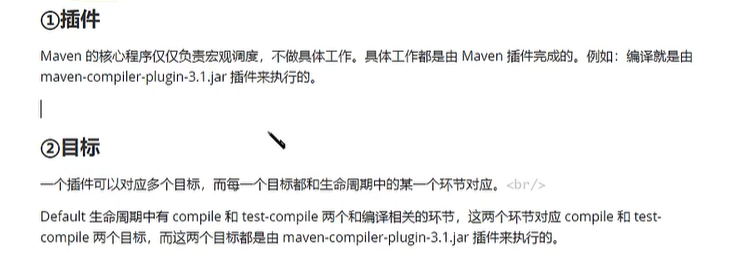 ①插件
Maven 的核心程序仅仅负责宏观调度，不做具体工作。具体工作都是由 Maven 插件完成的。例如：编译就是由
maven-compiler-plugin-3.1.jar 插件来执行的。
②目标
一个插件可以对应多个目标，而每一个目标都和生命周期中的某一个环节对应。<br/>
Default 生命周期中有 compile 和 test-compile 两个和编译相关的环节，这两个环节对应 compile 和 test-
compile 两个目标，而这两个目标都是由 maven-compiler-plugin-3.1.jar 插件来执行的。